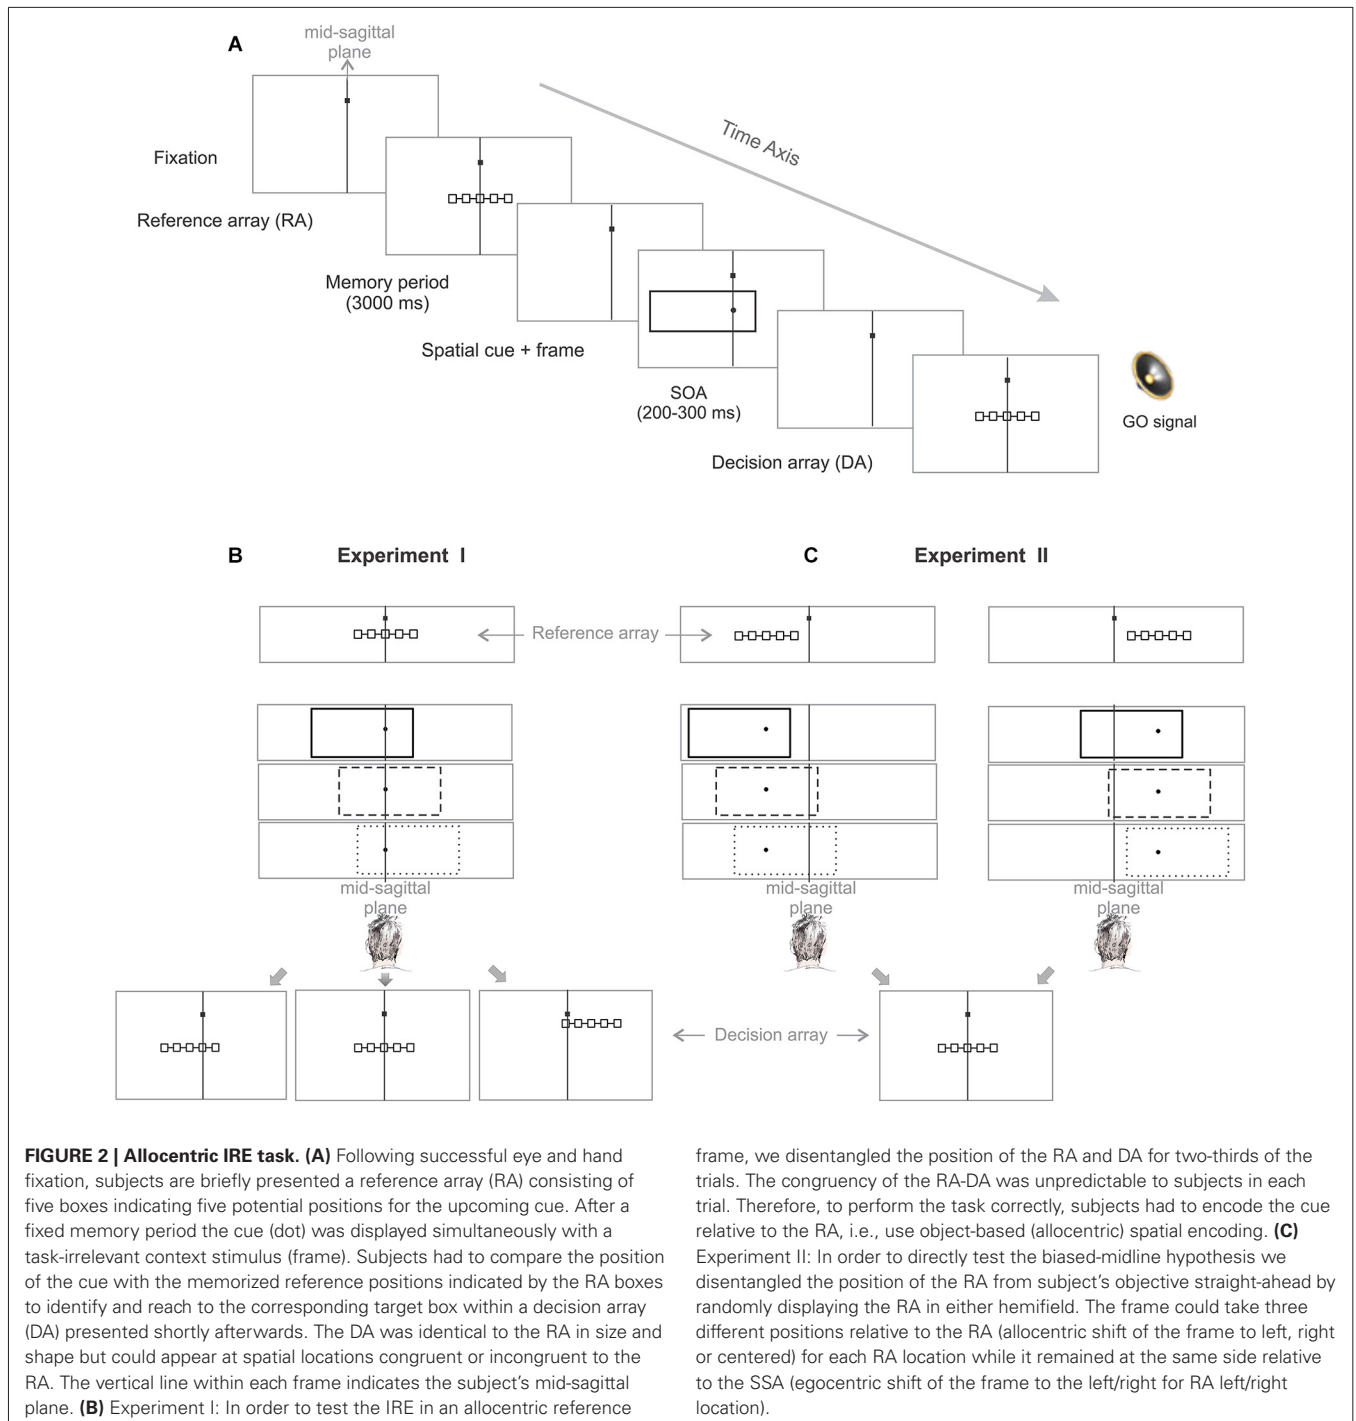 A
mid-sagittal
plane
Time Axis
Fixation
Reference array (RA)
Memory period
(3000 ms)
Spatial cue + frame
SOA
(200-300 ms)
GO signal
Decision array (DA)
B Experiment I
C Experiment II
Reference array
mid-sagittal
plane
mid-sagittal
plane
mid-sagittal
plane
Decision array
FIGURE 2 | Allocentric IRE task. (A) Following successful eye and hand
fixation, subjects are briefly presented a reference array (RA) consisting of
five boxes indicating five potential positions for the upcoming cue. After a
fixed memory period the cue (dot) was displayed simultaneously with a
task-irrelevant context stimulus (frame). Subjects had to compare the position
of the cue with the memorized reference positions indicated by the RA boxes
to identify and reach to the corresponding target box within a decision array
(DA) presented shortly afterwards. The DA was identical to the RA in size and
shape but could appear at spatial locations congruent or incongruent to the
RA. The vertical line within each frame indicates the subject's mid-sagittal
plane. (B) Experiment I: In order to test the IRE in an allocentric reference
frame, we disentangled the position of the RA and DA for two-thirds of the
trials. The congruency of the RA-DA was unpredictable to subjects in each
trial. Therefore, to perform the task correctly, subjects had to encode the cue
relative to the RA, i.e., use object-based (allocentric) spatial encoding. (C)
Experiment II: In order to directly test the biased-midline hypothesis we
disentangled the position of the RA from subject's objective straight-ahead by
randomly displaying the RA in either hemifield. The frame could take three
different positions relative to the RA (allocentric shift of the frame to left, right
or centered) for each RA location while it remained at the same side relative
to the SSA (egocentric shift of the frame to the left/right for RA left/right
location).